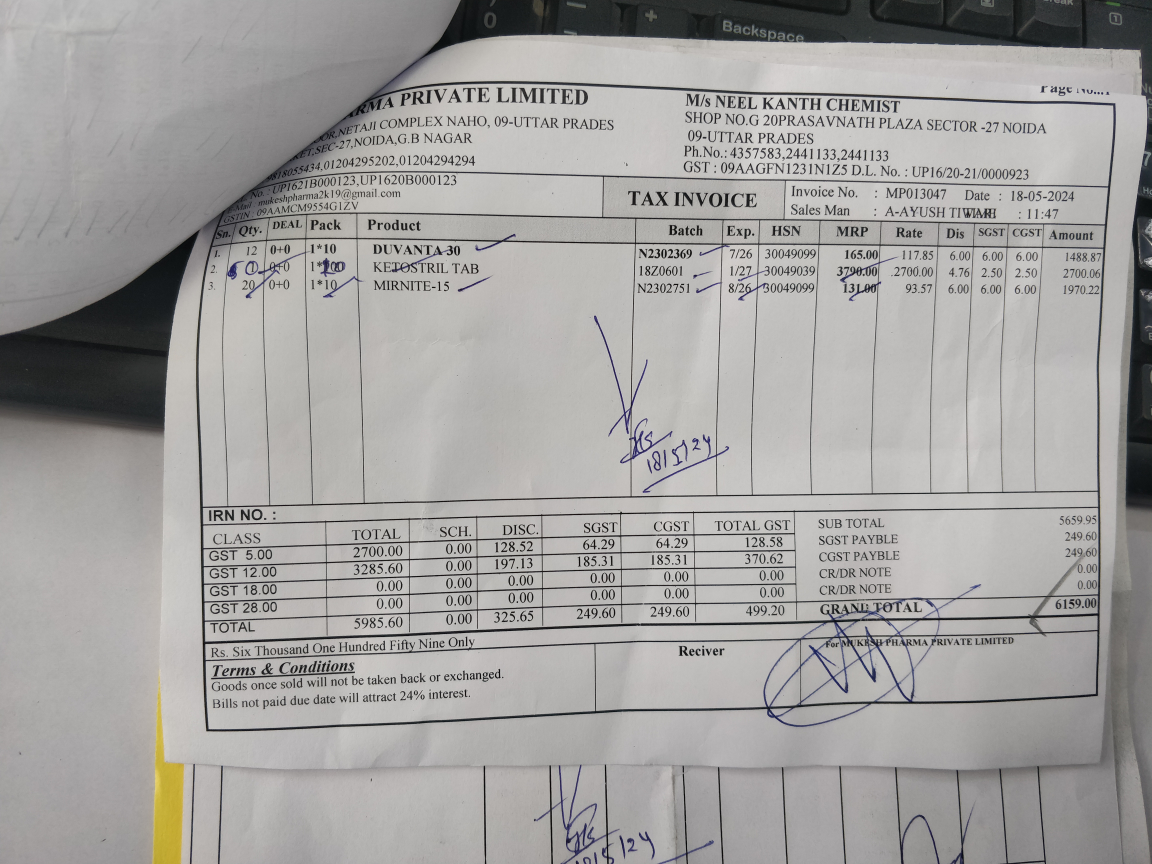 Backspace
Page No..:1
PHARMA PRIVATE LIMITED
NETAJI COMPLEX NAHO, 09-UTTAR PRADES
SEC-27,NOIDA,G.B NAGAR
9818055434,01204295202,01204294294
No. : UP1621B000123,UP1620B000123
E-Mail : mukeshpharma2k19@gmail.com
GSTIN : 09AAMCM9554G1ZV
M/s NEEL KANTH CHEMIST
SHOP NO.G 20PRASAVNATH PLAZA SECTOR -27 NOIDA
09-UTTAR PRADES
Ph.No.: 4357583,2441133,2441133
GST : 09AAGFN1231N1Z5 D.L. No. : UP16/20-21/0000923
TAX INVOICE
Invoice No. : MP013047 Date : 18-05-2024
Sales Man : A-AYUSH TIWARI : 11:47
Sn. Qty. DEAL Pack Product Batch Exp. HSN MRP Rate Dis SGST CGST Amount
1. 12 0+0 1*10 DUVANTA-30 N2302369 7/26 30049099 165.00 117.85 6.00 6.00 6.00 1488.87
2. 0+0 KETOSTRIL TAB 18Z0601 1/27 30049039 3790.00 .2700.00 4.76 2.50 2.50 2700.06
3. 20 0+0 1*10 MIRNITE-15 N2302751 8/26 30049099 131.00 93.57 6.00 6.00 6.00 1970.22
18/5/24
IRN NO. :
CLASS TOTAL SCH. DISC. SGST CGST TOTAL GST
GST 5.00 2700.00 0.00 128.52 64.29 64.29 128.58
GST 12.00 3285.60 0.00 197.13 185.31 185.31 370.62
GST 18.00 0.00 0.00 0.00 0.00 0.00 0.00
GST 28.00 0.00 0.00 0.00 0.00 0.00 0.00
TOTAL 5985.60 0.00 325.65 249.60 249.60 499.20
SUB TOTAL 5659.95
SGST PAYBLE 249.60
CGST PAYBLE 249.60
CR/DR NOTE 0.00
CR/DR NOTE 0.00
GRAND TOTAL 6159.00
Rs. Six Thousand One Hundred Fifty Nine Only
Terms & Conditions
Goods once sold will not be taken back or exchanged.
Bills not paid due date will attract 24% interest.
Reciver
For MUKESH PHARMA PRIVATE LIMITED
18/5/24